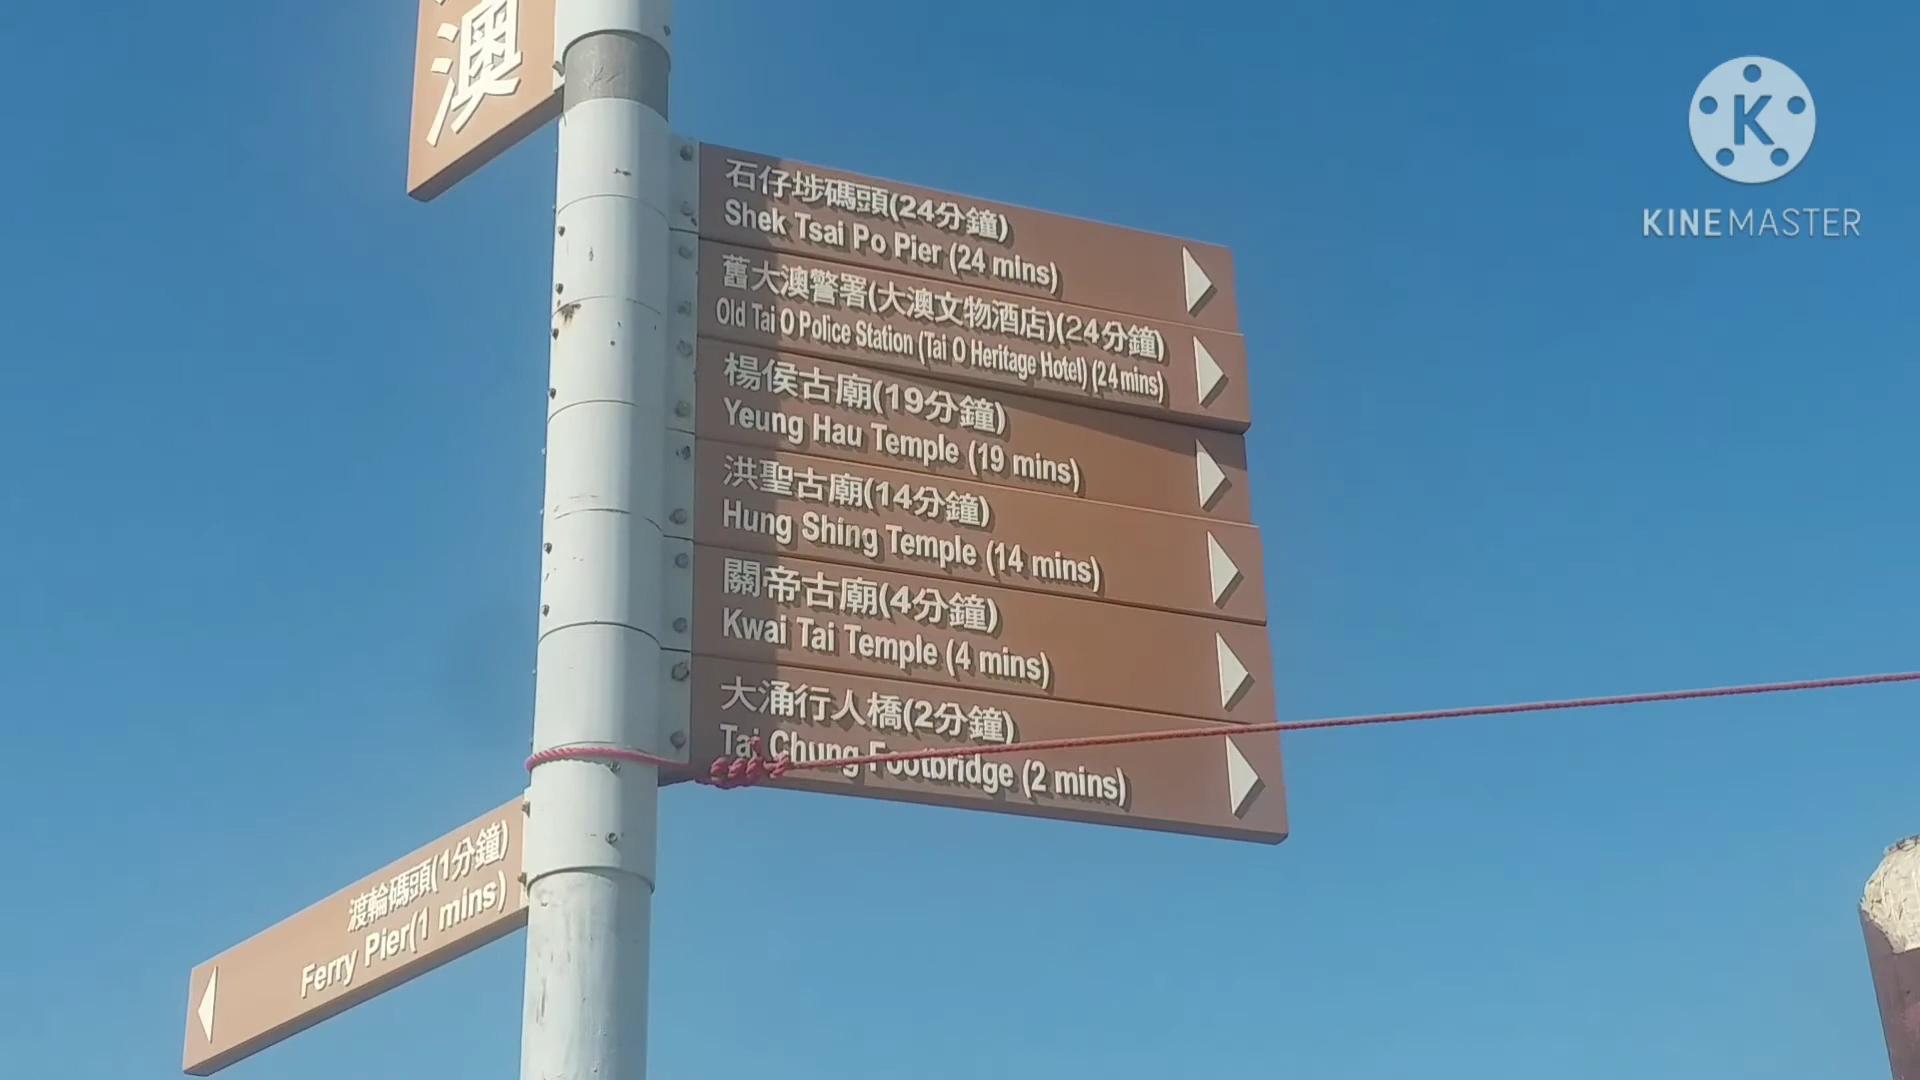 澳
石仔埗碼頭(24分鐘)
Shek Tsai Po Pier (24 mins)
舊大澳警署(大澳文物酒店)(24分鐘)
Old Tai O Police Station (Tai O Heritage Hotel) (24 mins)
楊侯古廟(19分鐘)
Yeung Hau Temple (19 mins)
洪聖古廟(14分鐘)
Hung Shing Temple (14 mins)
關帝古廟(4分鐘)
Kwai Tai Temple (4 mins)
大涌行人橋(2分鐘)
Tai Chung Footbridge (2 mins)
渡輪碼頭(1分鐘)
Ferry Pier(1 mins)
K
KINEMASTER